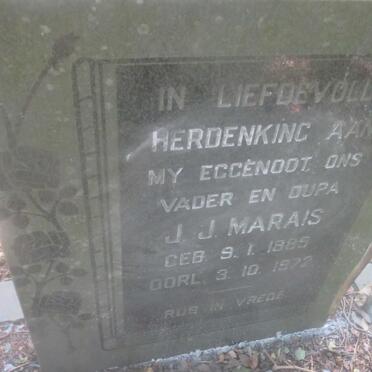 IN LIEFDEVOLL
HERDENKING AAN
MY EGGENOOT, ONS
VADER EN OUPA
J. J. MARAIS
GEB. 9. 1. 1885
OORL. 3. 10. 1972
RUS IN VREDE